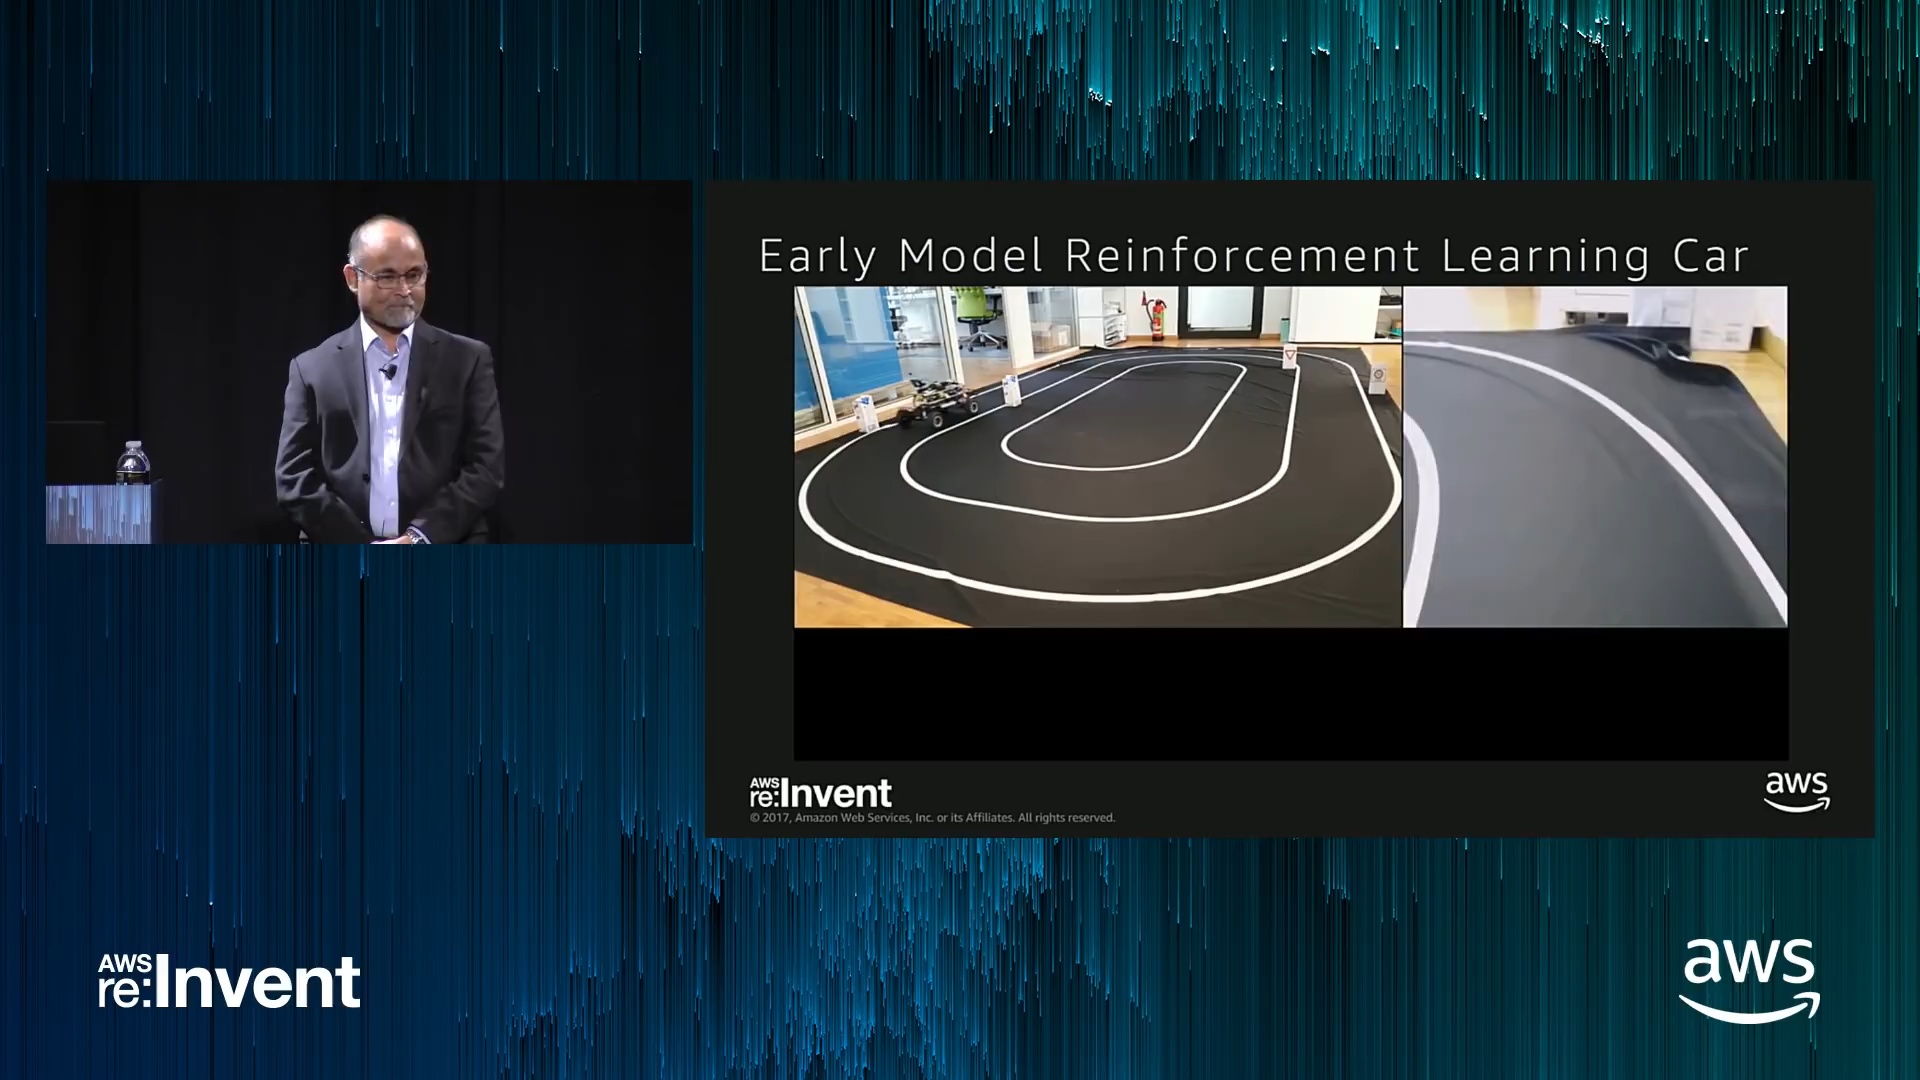 Early Model Reinforcement Learning Car
AWS
re:Invent
© 2017, Amazon Web Services, Inc. or its Affiliates. All rights reserved.
aws
AWS
re:Invent
aws